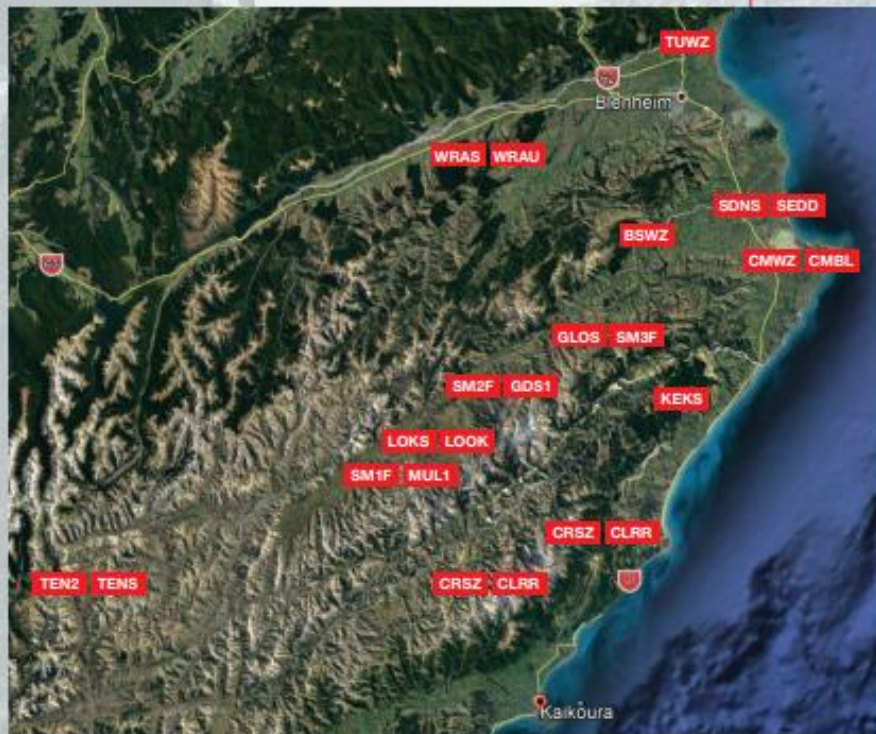 TUWZ
Blenheim
WRAS WRAU
SDNS SEDD
BSWZ
CMWZ CMBL
GLOS SM3F
SM2F GDS1
KEKS
LOKS LOOK
SM1F MUL1
CRSZ CLRR
TEN2 TENS
CRSZ CLRR
Kaikōura